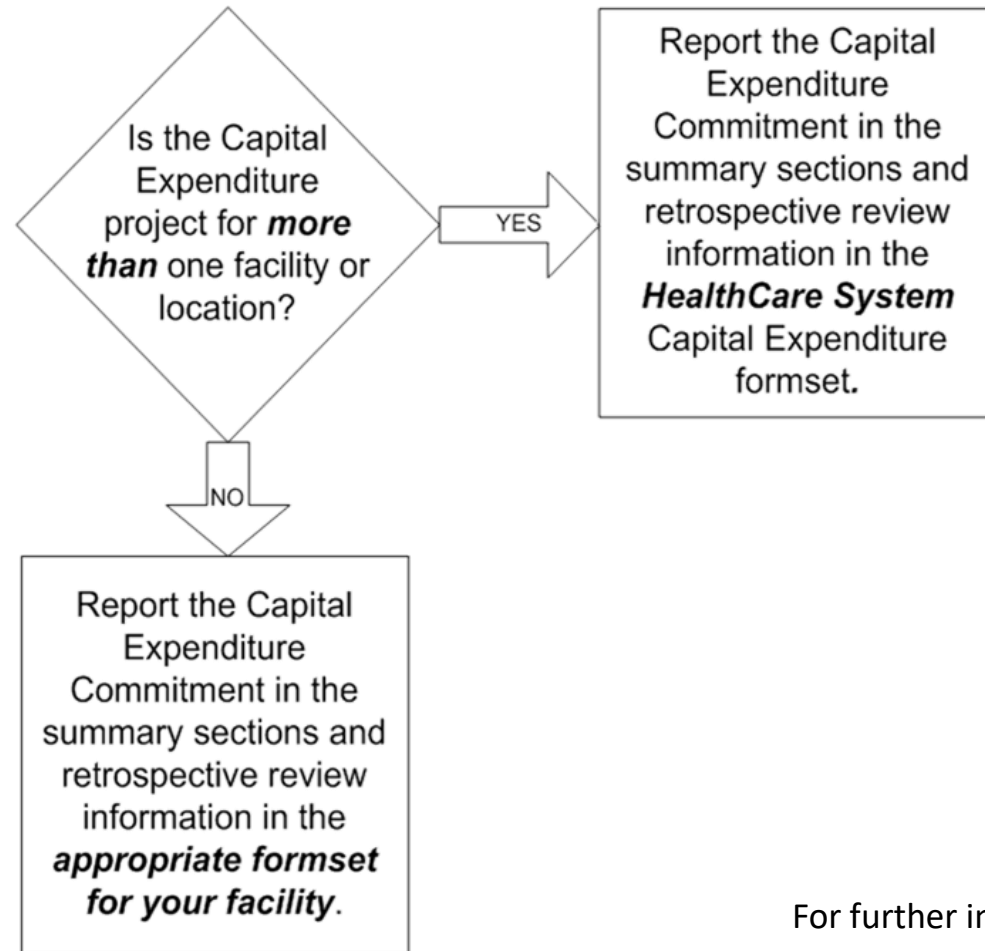 Is the Capital
Expenditure
project for more
than one facility or
location?
YES
Report the Capital
Expenditure
Commitment in the
summary sections and
retrospective review
information in the
HealthCare System
Capital Expenditure
formset.
NO
Report the Capital
Expenditure
Commitment in the
summary sections and
retrospective review
information in the
appropriate formset
for your facility.
For further